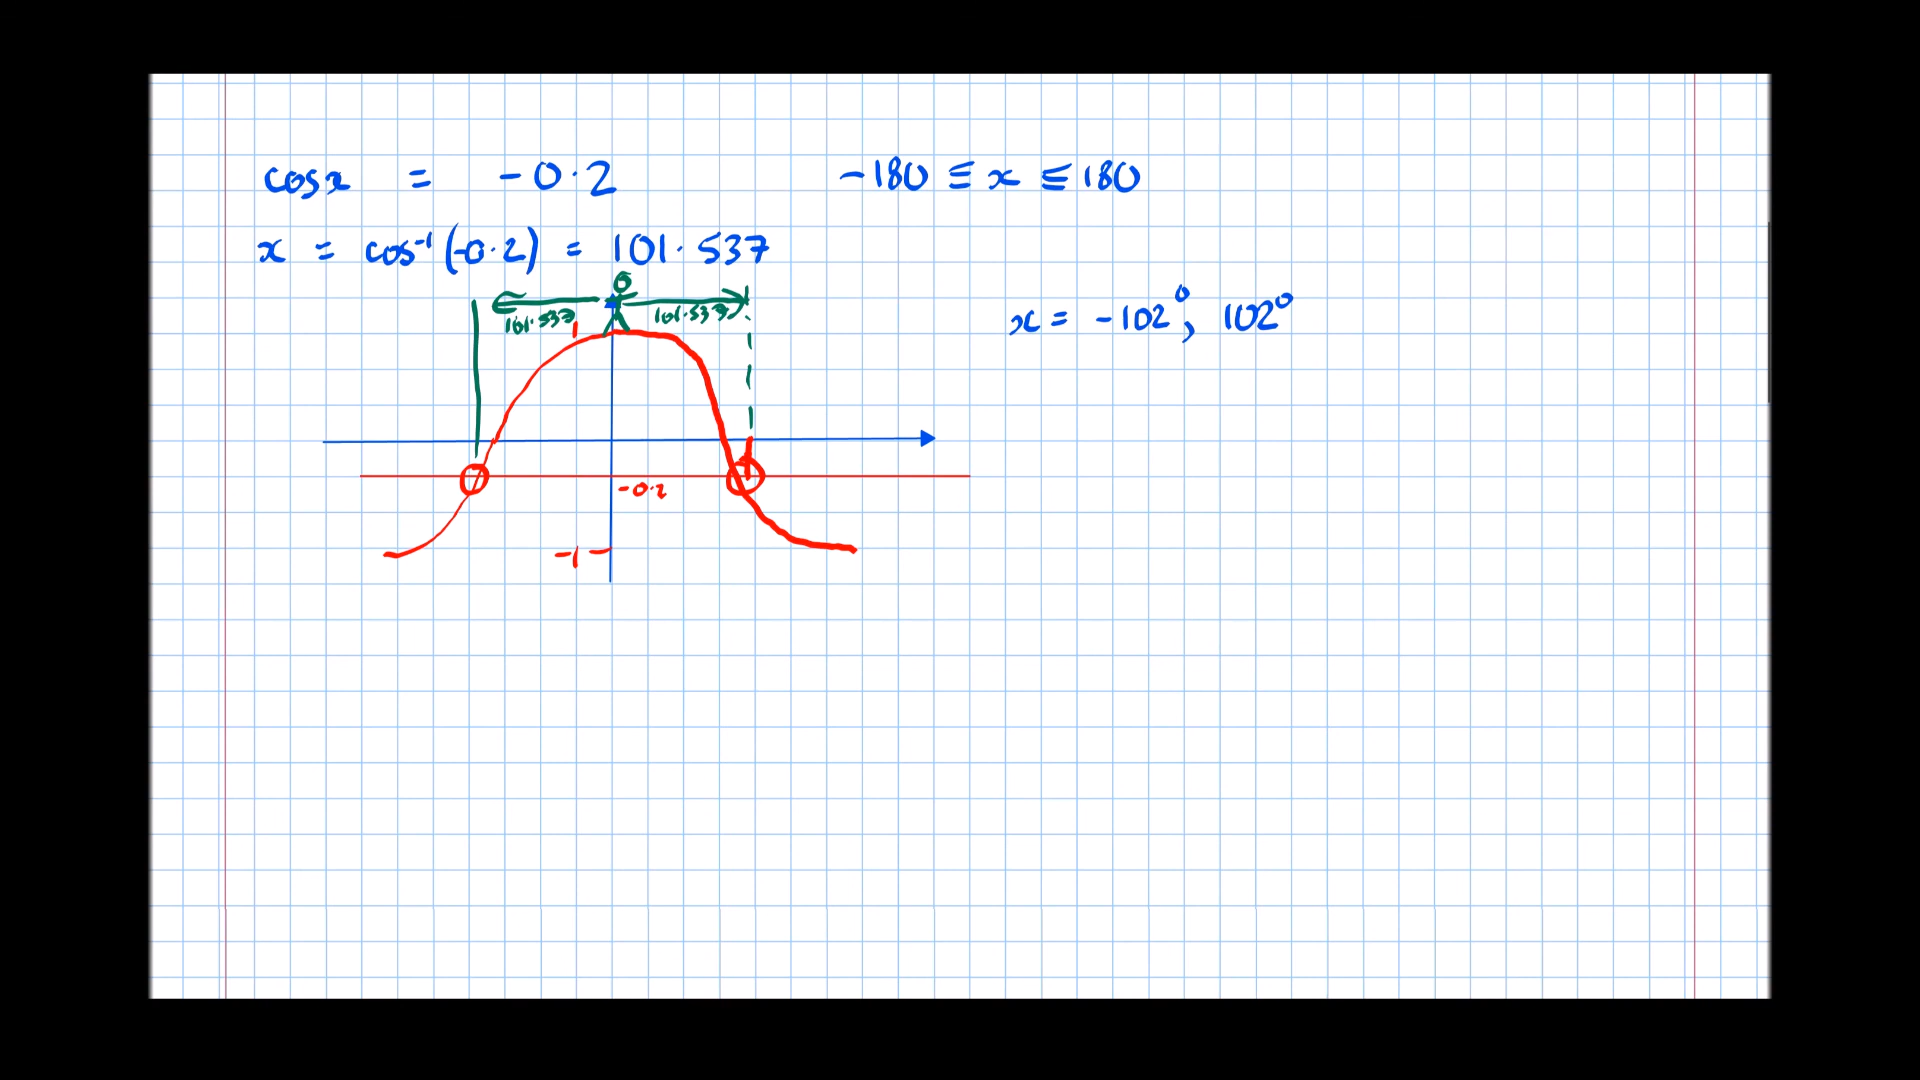 cosx = -0.2 -180 ≤ x ≤ 180
x = cos⁻¹(-0.2) = 101.537
101.537 101.537
x = -102°, 102°
1
-0.2
-1